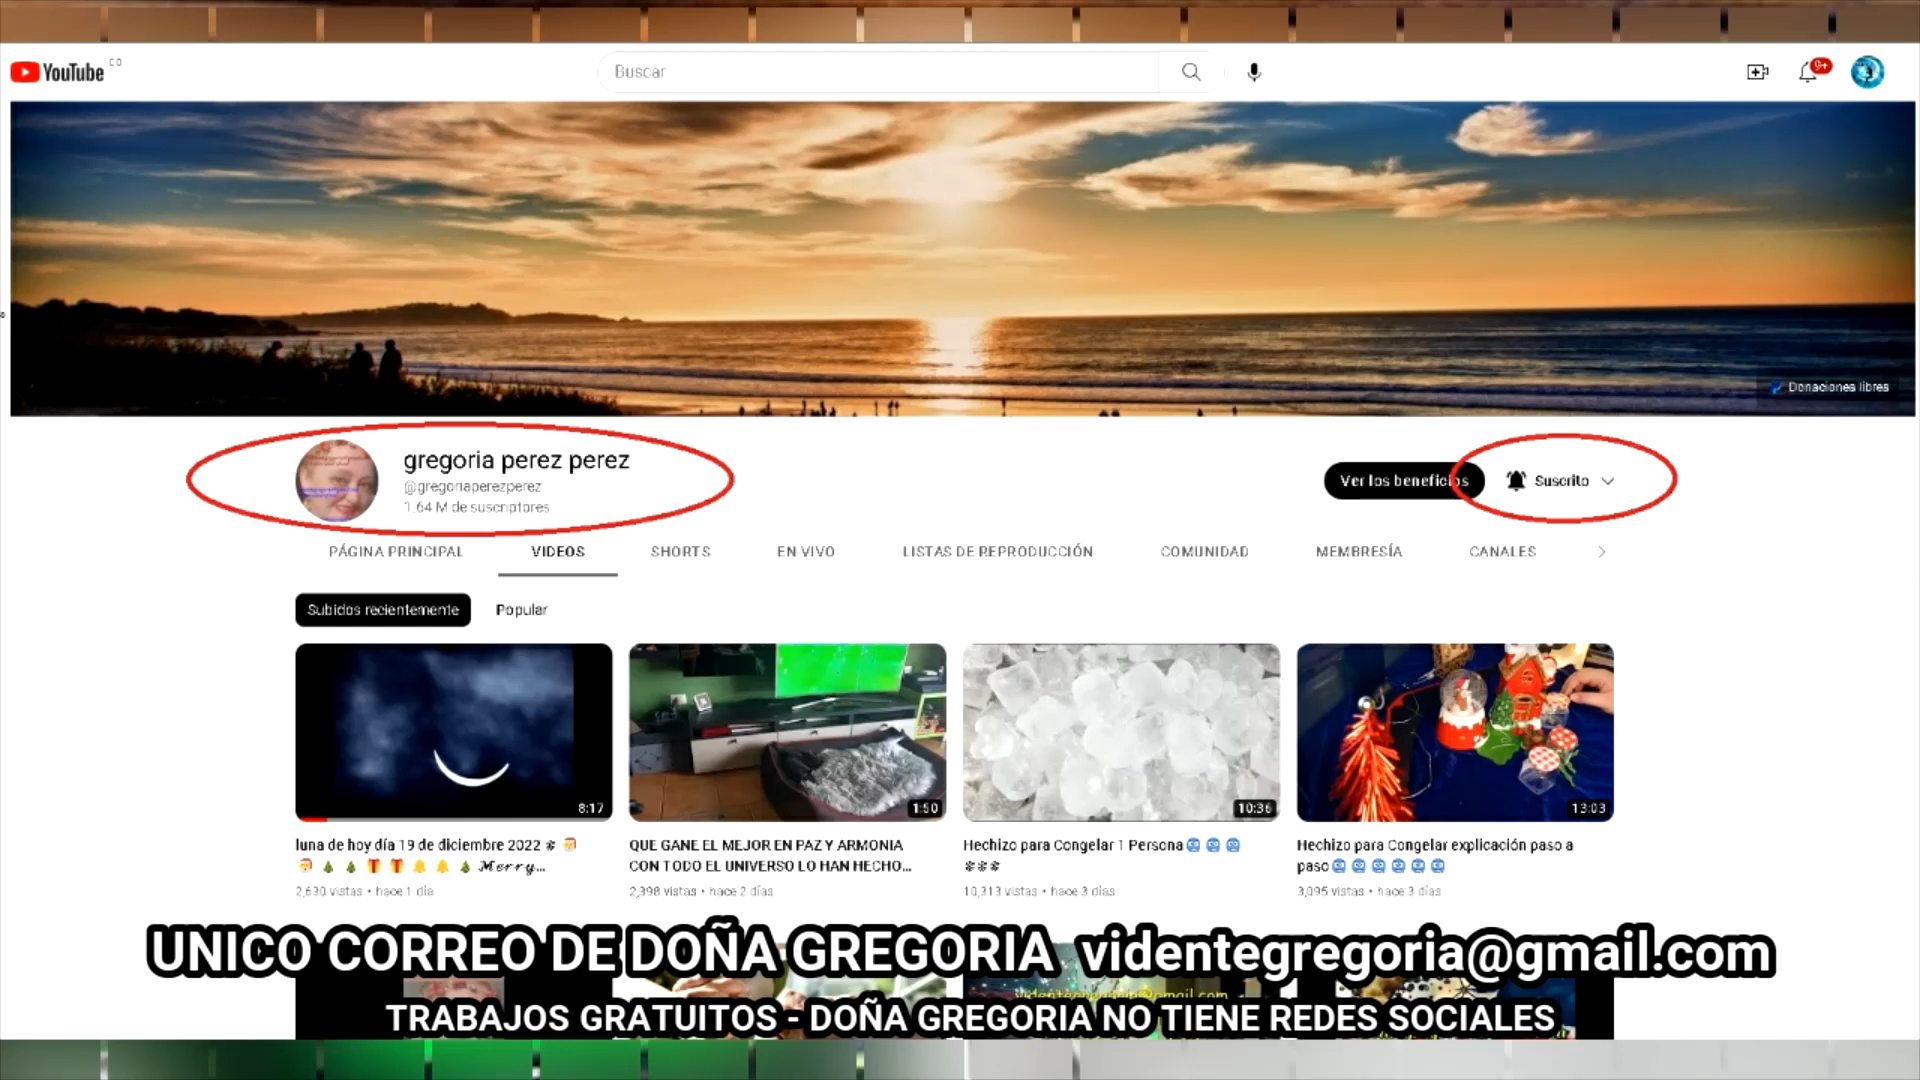 YouTube CO
Buscar
9+
Donaciones libres
gregoria perez perez
@gregoriaperezperez
1.64 M de suscriptores
Ver los beneficios
Suscrito
PÁGINA PRINCIPAL VIDEOS SHORTS EN VIVO LISTAS DE REPRODUCCIÓN COMUNIDAD MEMBRESÍA CANALES
Subidos recientemente Popular
8:17
1:50
10:36
13:03
luna de hoy día 19 de diciembre 2022
𝓜𝓮𝓻𝓻𝔂...
2,630 vistas • hace 1 día
QUE GANE EL MEJOR EN PAZ Y ARMONIA
CON TODO EL UNIVERSO LO HAN HECHO...
2,398 vistas • hace 2 días
Hechizo para Congelar 1 Persona 🥶 🥶 🥶
❄❄❄
10,313 vistas • hace 3 días
Hechizo para Congelar explicación paso a
paso 🥶 🥶 🥶 🥶 🥶 🥶
3,095 vistas • hace 3 días
UNICO CORREO DE DOÑA GREGORIA videntegregoria@gmail.com
videntegregoria@gmail.com
TRABAJOS GRATUITOS - DOÑA GREGORIA NO TIENE REDES SOCIALES